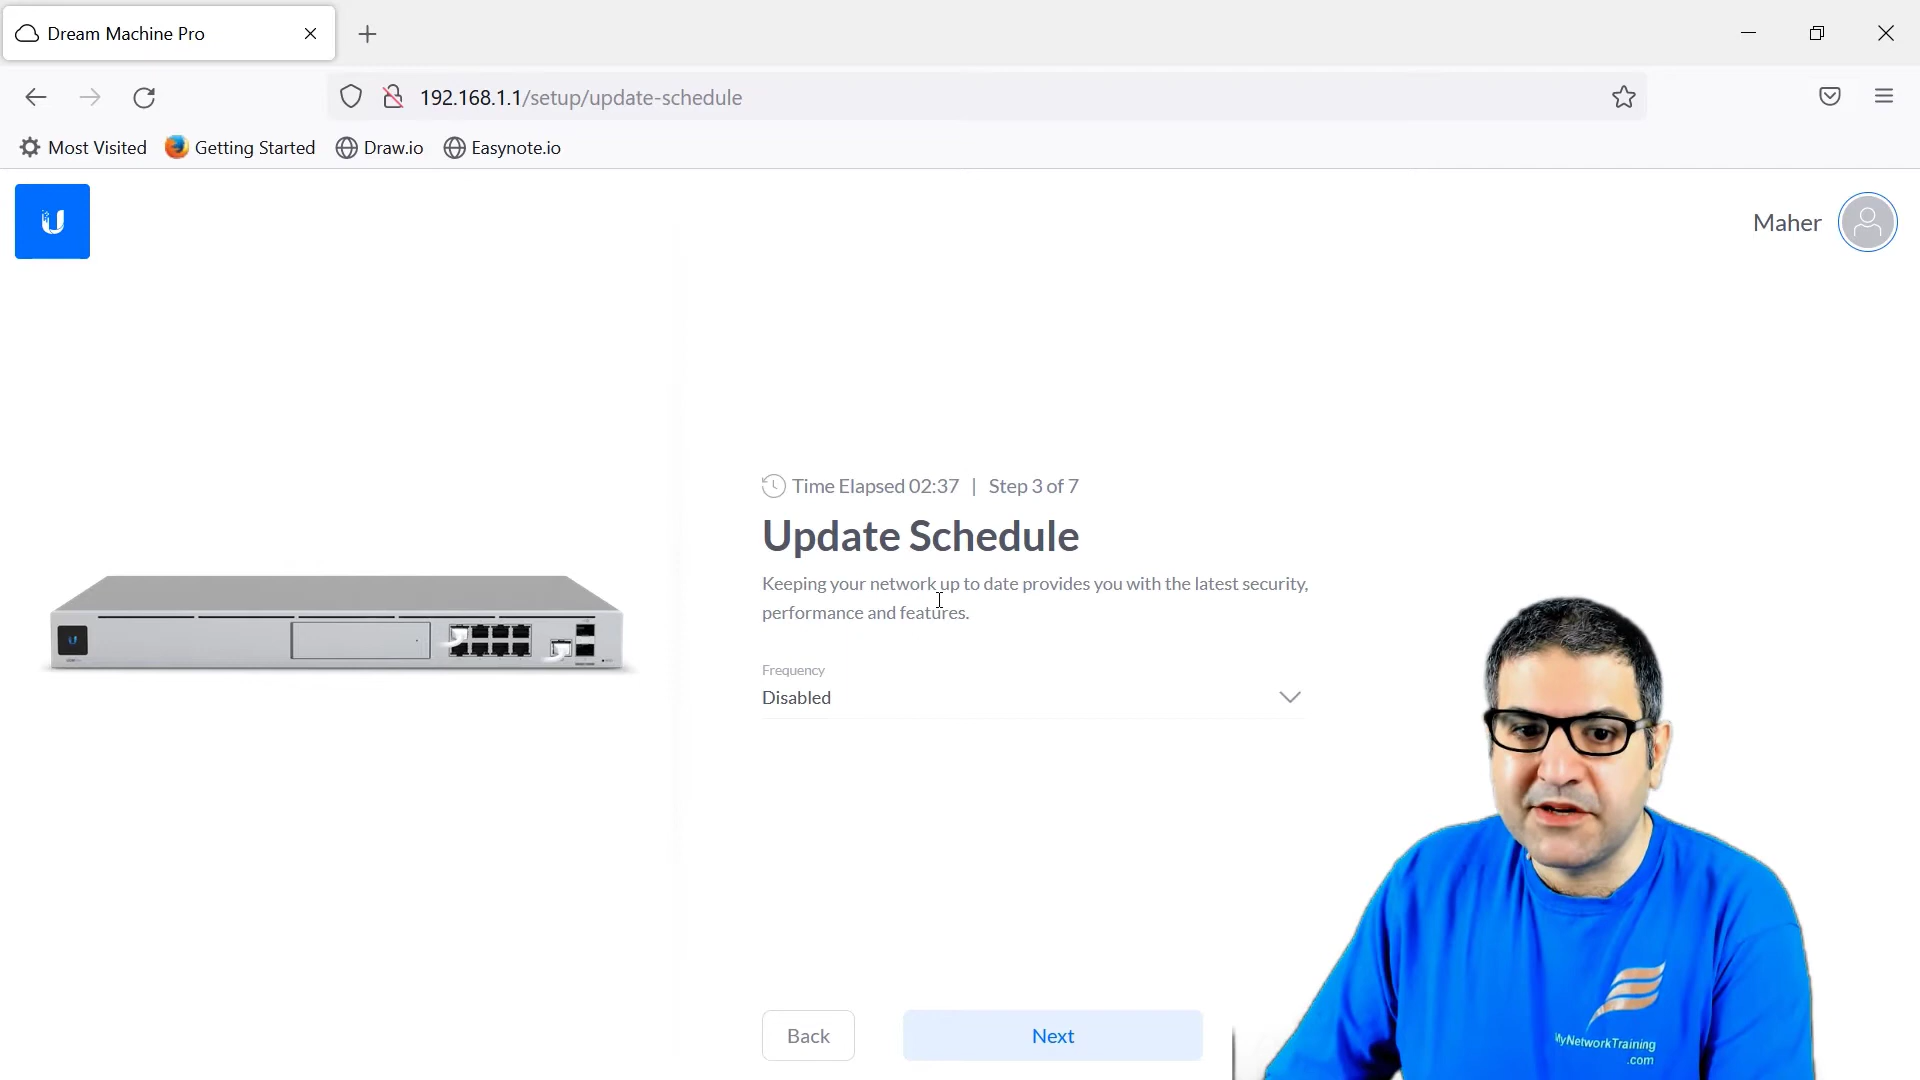 Dream Machine Pro
192.168.1.1/setup/update-schedule
Most Visited
Getting Started
Draw.io
Easynote.io
U
Maher
Time Elapsed 02:37 | Step 3 of 7
Update Schedule
Keeping your network up to date provides you with the latest security,
performance and features.
Frequency
Disabled
Back
Next
MyNetworkTraining
.com